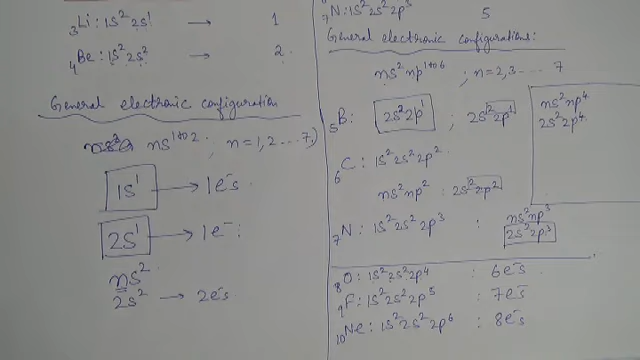 ₃Li: 1s² 2s¹ → 1
₄Be: 1s² 2s² → 2
General electronic configuration
ns¹ᵗᵒ² ; n = 1, 2 ---- 7,)
1s¹ → 1e⁻s
2s¹ → 1e⁻ :
ns²
2s² → 2e⁻s
₇N: 1s² 2s² 2p³ 5
General electronic configurations:
ns² np¹ᵗᵒ⁶ ; n = 2, 3 ---- 7
₅B: 2s² 2p¹ ; 2s² 2p¹
ns² np⁴
2s² 2p⁴
₆C: 1s² 2s² 2p²
ns² np² : 2s² 2p²
₇N: 1s² 2s² 2p³ : ns² np³
2s² 2p³
₈O: 1s² 2s² 2p⁴ : 6e⁻s
₉F: 1s² 2s² 2p⁵ : 7e⁻s
₁₀Ne: 1s² 2s² 2p⁶ : 8e⁻s